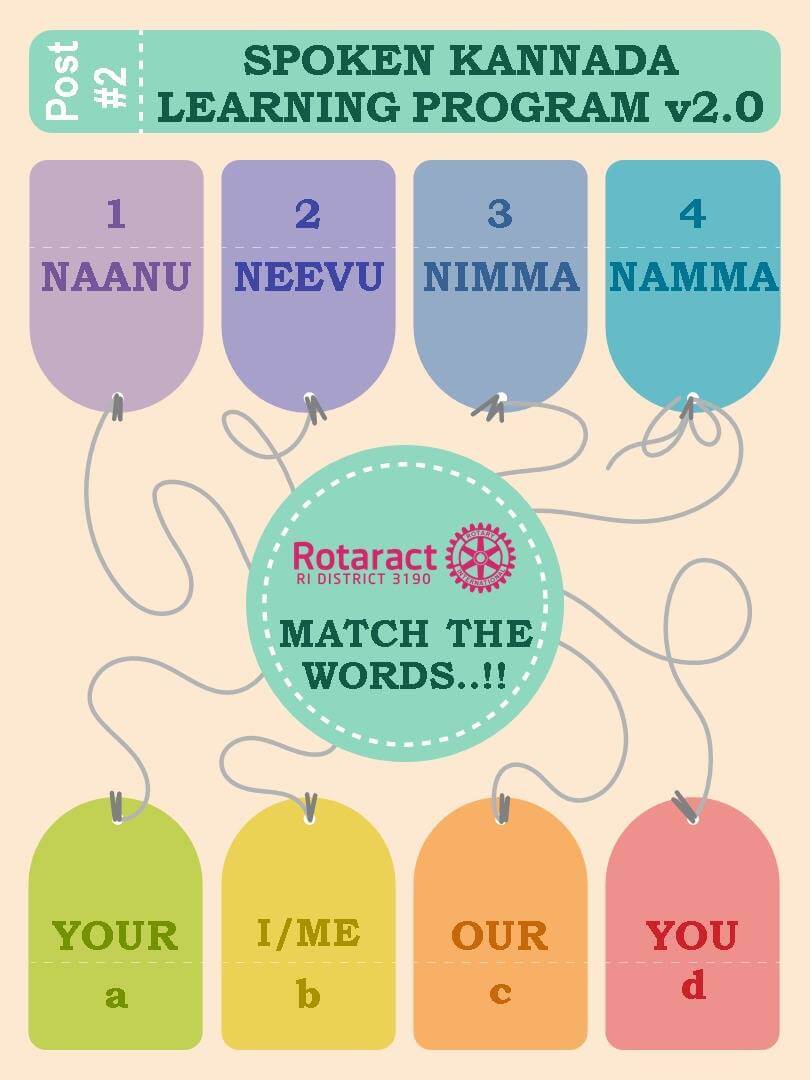 Post
#2
SPOKEN KANNADA
LEARNING PROGRAM v2.0
1
NAANU
2
NEEVU
3
NIMMA
4
NAMMA
Rotaract
RI DISTRICT 3190
ROTARY
INTERNATIONAL
MATCH THE
WORDS..!!
YOUR
a
I/ME
b
OUR
c
YOU
d